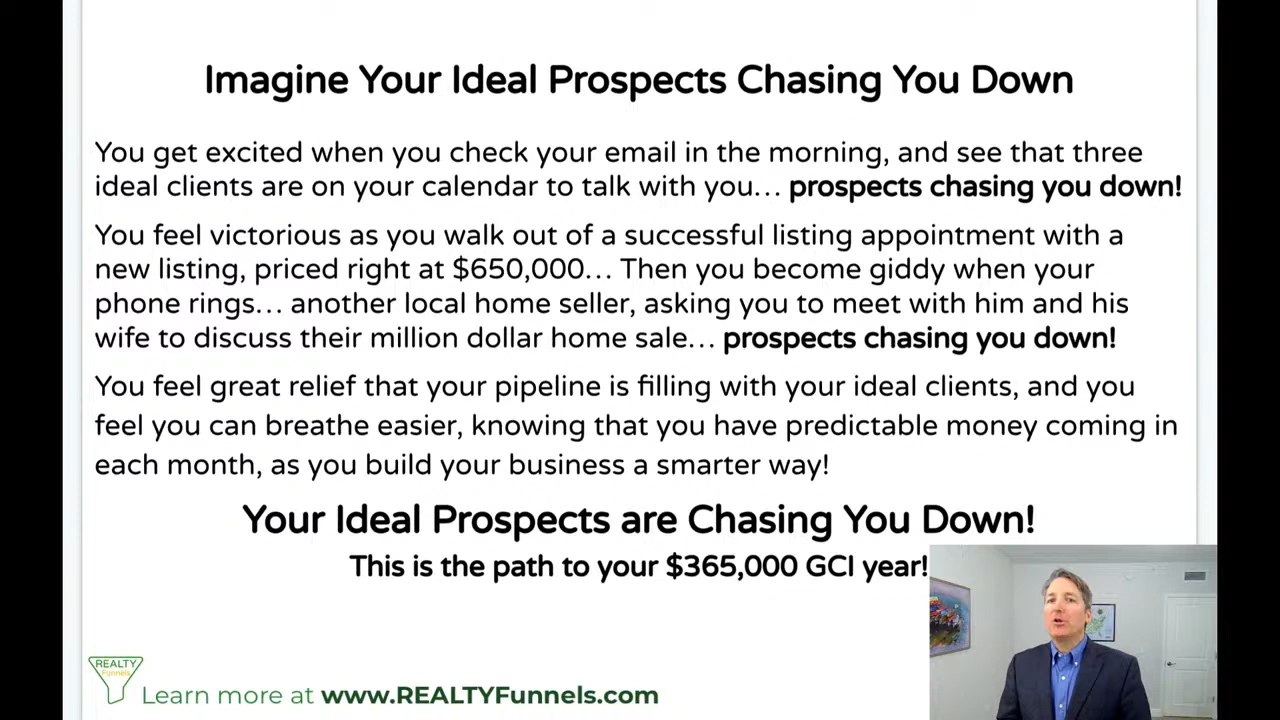 Imagine Your Ideal Prospects Chasing You Down
You get excited when you check your email in the morning, and see that three
ideal clients are on your calendar to talk with you… prospects chasing you down!
You feel victorious as you walk out of a successful listing appointment with a
new listing, priced right at $650,000… Then you become giddy when your
phone rings… another local home seller, asking you to meet with him and his
wife to discuss their million dollar home sale… prospects chasing you down!
You feel great relief that your pipeline is filling with your ideal clients, and you
feel you can breathe easier, knowing that you have predictable money coming in
each month, as you build your business a smarter way!
Your Ideal Prospects are Chasing You Down!
This is the path to your $365,000 GCI year!
REALTY
Funnels
Learn more at www.REALTYFunnels.com